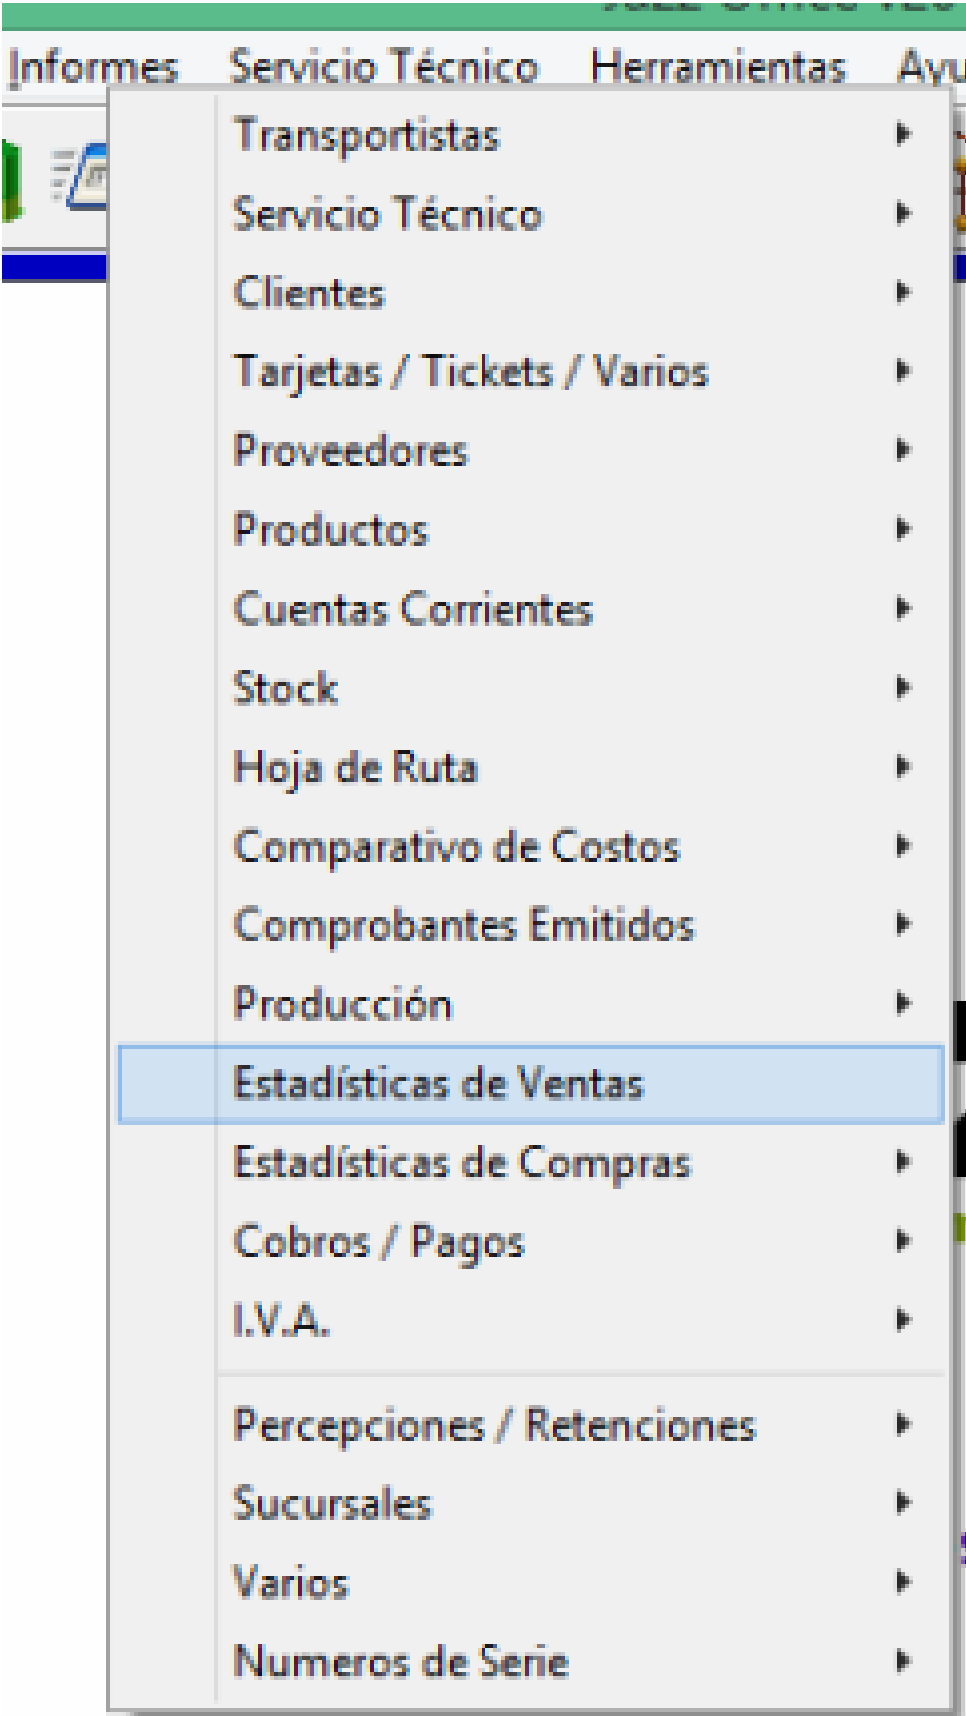 Informes Servicio Técnico Herramientas
Transportistas
Servicio Técnico
Clientes
Tarjetas / Tickets / Varios
Proveedores
Productos
Cuentas Corrientes
Stock
Hoja de Ruta
Comparativo de Costos
Comprobantes Emitidos
Producción
Estadísticas de Ventas
Estadísticas de Compras
Cobros / Pagos
I.V.A.
Percepciones / Retenciones
Sucursales
Varios
Numeros de Serie